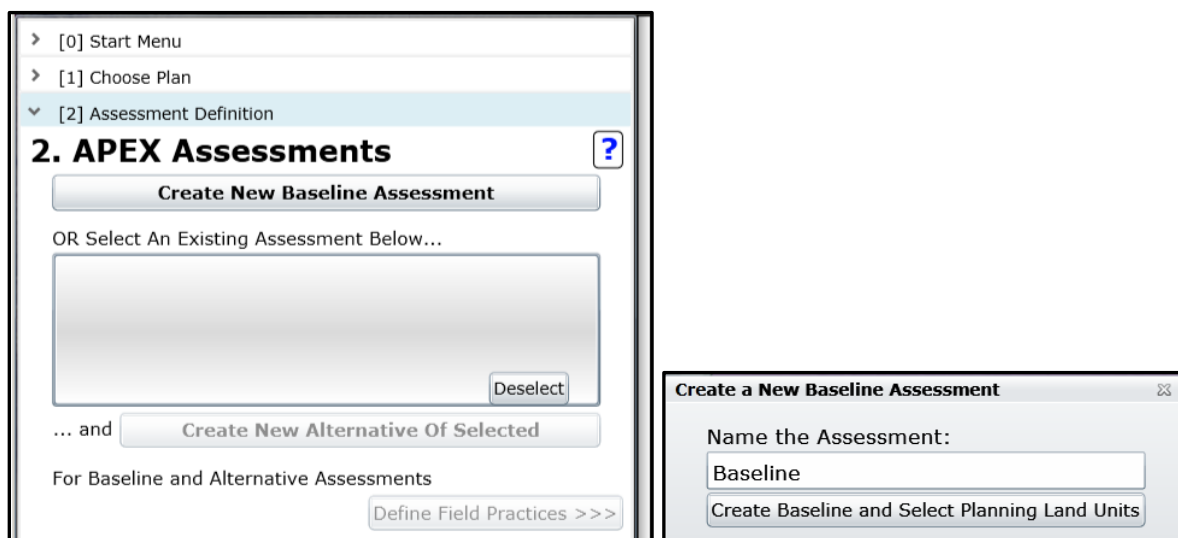 [0] Start Menu
[1] Choose Plan
[2] Assessment Definition
2. APEX Assessments ?
Create New Baseline Assessment
OR Select An Existing Assessment Below...
Deselect
... and Create New Alternative Of Selected
For Baseline and Alternative Assessments
Define Field Practices >>>
Create a New Baseline Assessment
Name the Assessment:
Baseline
Create Baseline and Select Planning Land Units